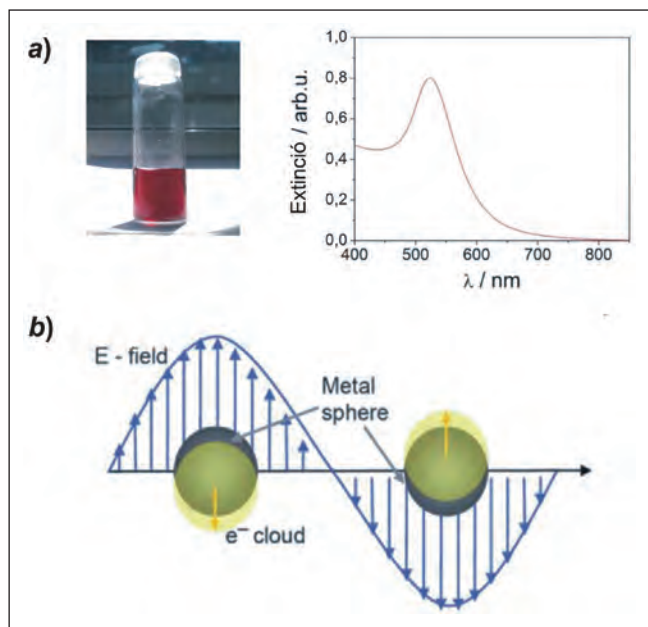 a)
1,0
0,8
0,6
0,4
0,2
0,0
Extinció / arb.u.
400 500 600 700 800
λ / nm
b)
E - field
Metal
sphere
e⁻ cloud